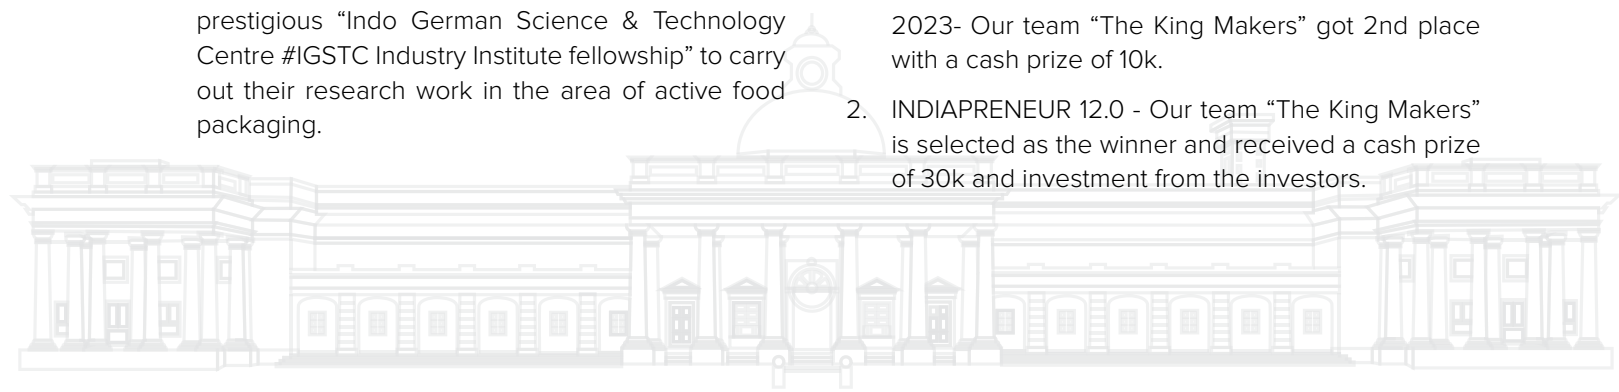 prestigious “Indo German Science & Technology
Centre #IGSTC Industry Institute fellowship” to carry
out their research work in the area of active food
packaging.
2023- Our team “The King Makers” got 2nd place
with a cash prize of 10k.
2. INDIAPRENEUR 12.0 - Our team “The King Makers”
is selected as the winner and received a cash prize
of 30k and investment from the investors.